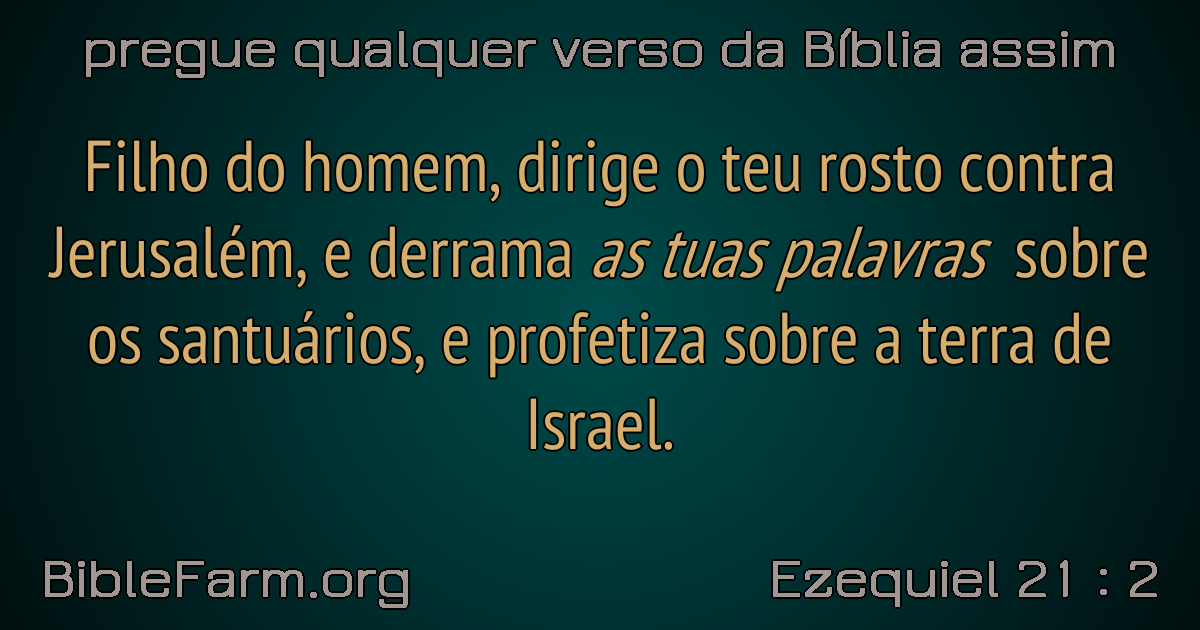 pregue qualquer verso da Bíblia assim
Filho do homem, dirige o teu rosto contra
Jerusalém, e derrama as tuas palavras sobre
os santuários, e profetiza sobre a terra de
Israel.
BibleFarm.org
Ezequiel 21 : 2